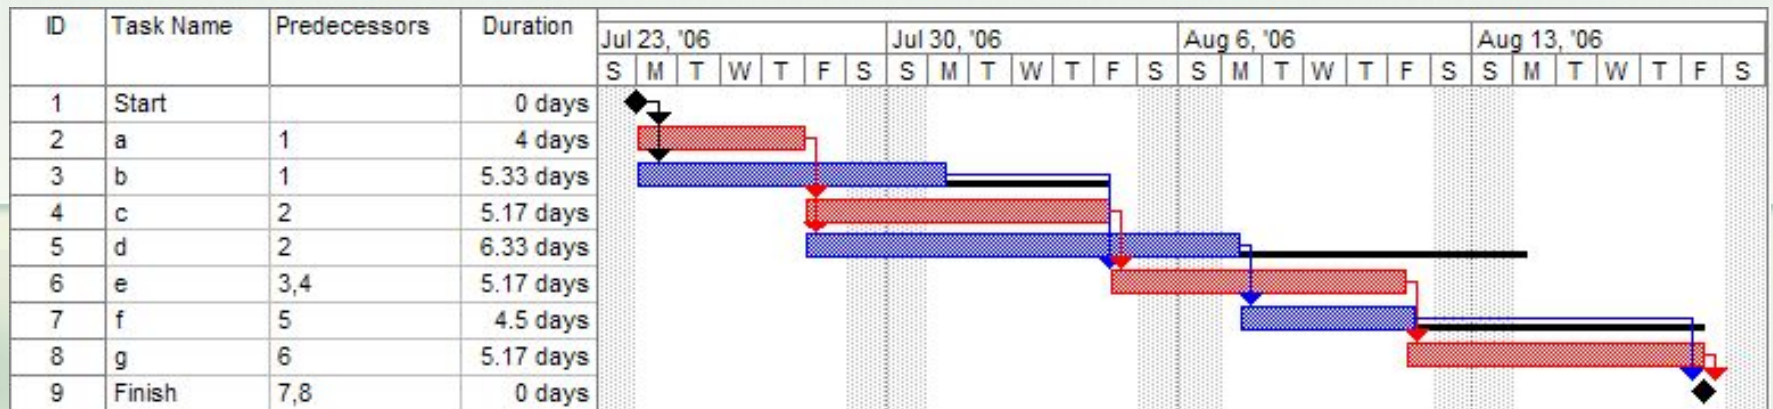 ID Task Name Predecessors Duration
Jul 23, '06 Jul 30, '06 Aug 6, '06 Aug 13, '06
S M T W T F S S M T W T F S S M T W T F S S M T W T F S
1 Start 0 days
2 a 1 4 days
3 b 1 5.33 days
4 c 2 5.17 days
5 d 2 6.33 days
6 e 3,4 5.17 days
7 f 5 4.5 days
8 g 6 5.17 days
9 Finish 7,8 0 days